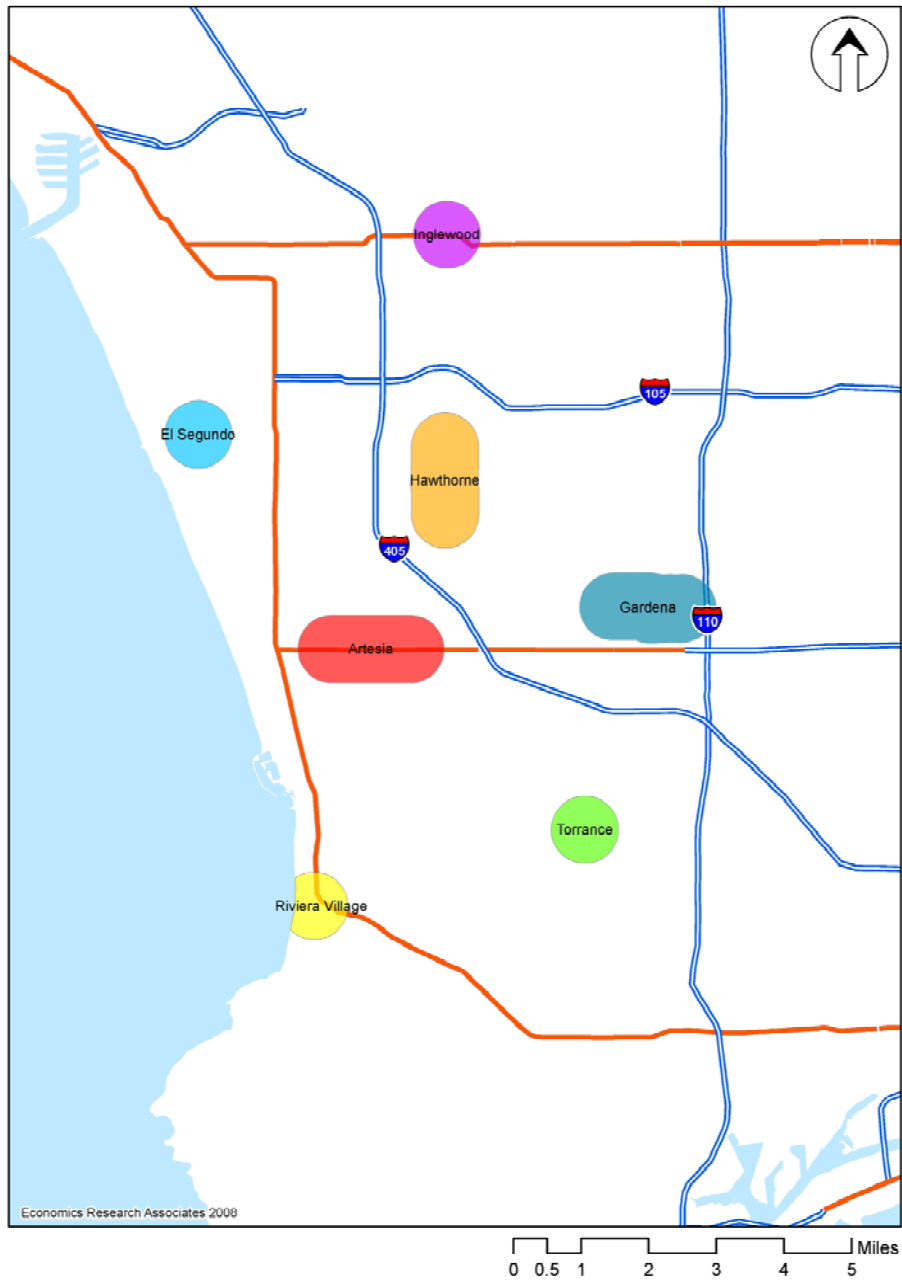 Inglewood
105
El Segundo
Hawthorne
405
Gardena
110
Artesia
Torrance
Riviera Village
Economics Research Associates 2008
Miles
0 0.5 1 2 3 4 5